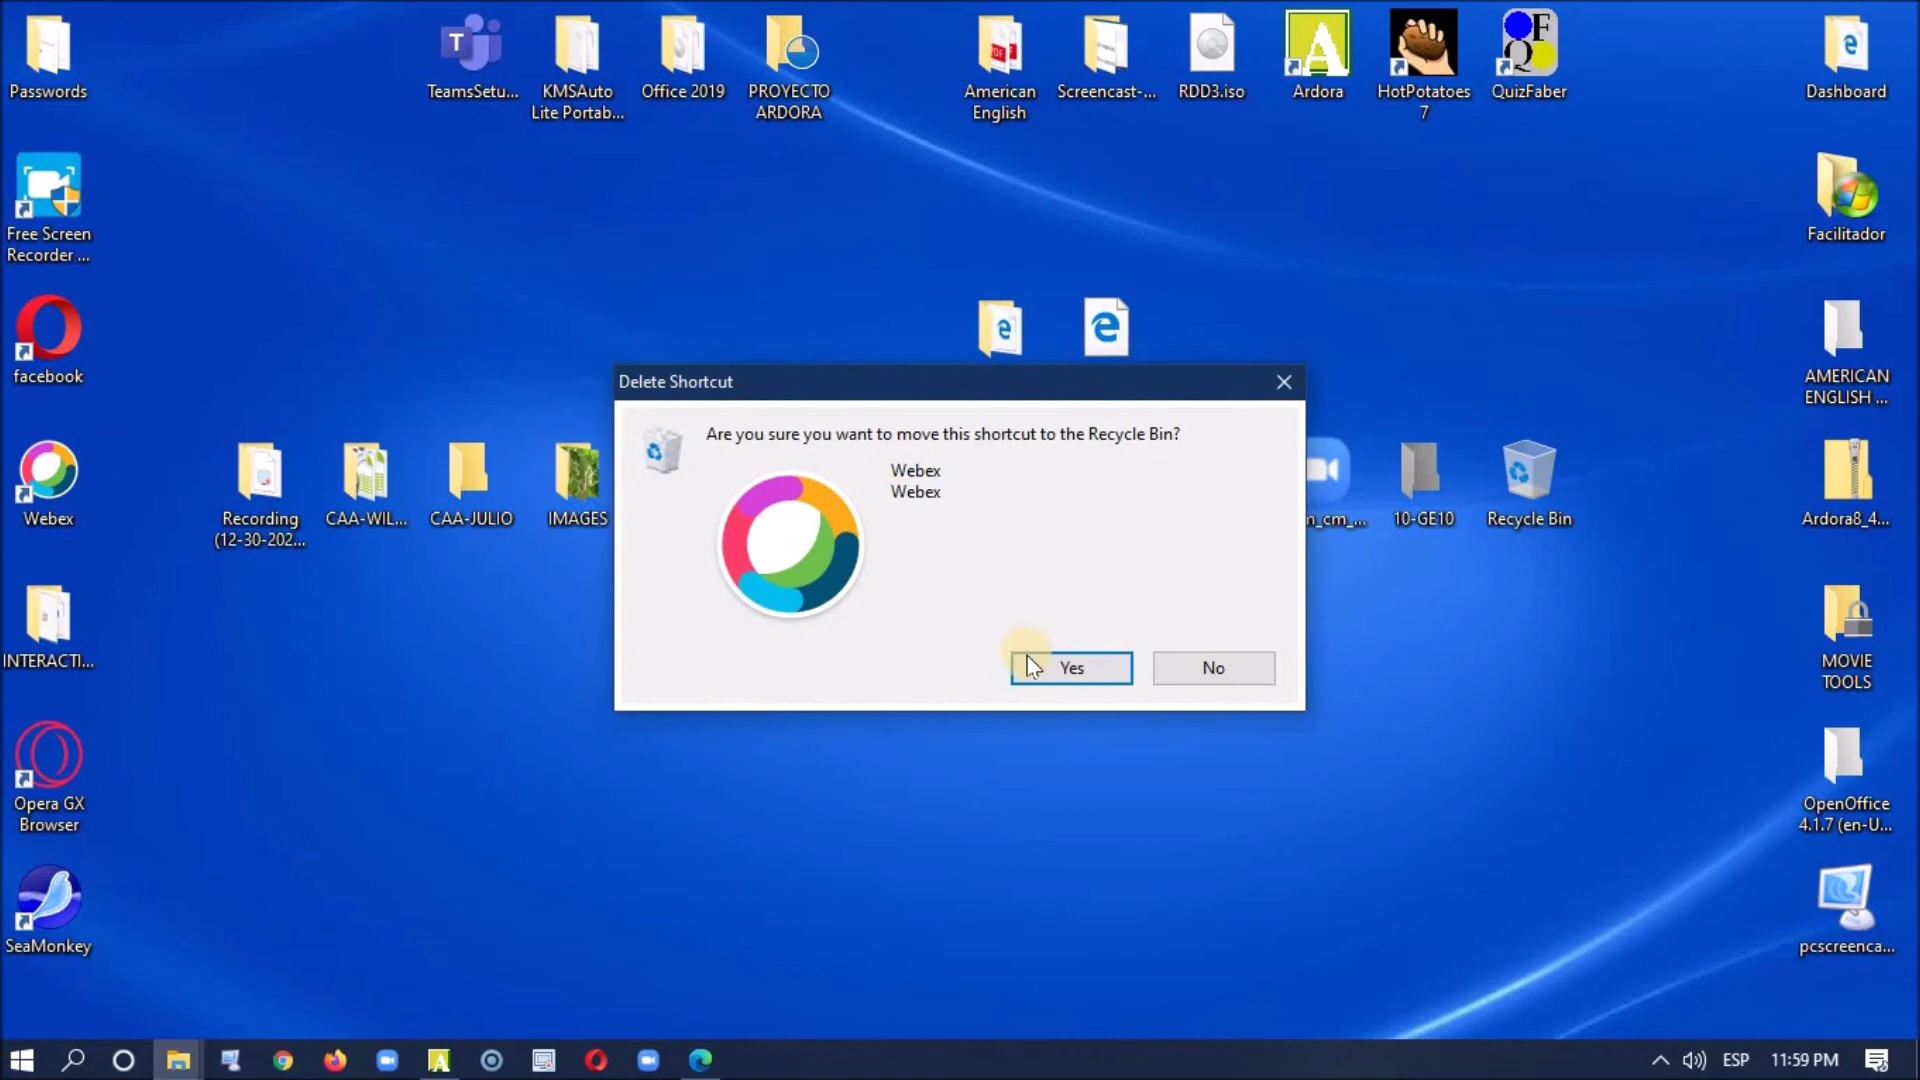 Passwords
TeamsSetu...
KMSAuto
Lite Portab...
Office 2019
PROYECTO
ARDORA
American
English
Screencast-...
RDD3.iso
Ardora
HotPotatoes
7
QuizFaber
Dashboard
Free Screen
Recorder ...
Facilitador
facebook
AMERICAN
ENGLISH ...
Delete Shortcut
Are you sure you want to move this shortcut to the Recycle Bin?
Webex
Webex
Yes
No
Webex
Recording
(12-30-202...
CAA-WIL...
CAA-JULIO
IMAGES
n_cm_...
10-GE10
Recycle Bin
Ardora8_4...
INTERACTI...
MOVIE
TOOLS
Opera GX
Browser
OpenOffice
4.1.7 (en-U...
SeaMonkey
pcscreenca...
ESP
11:59 PM